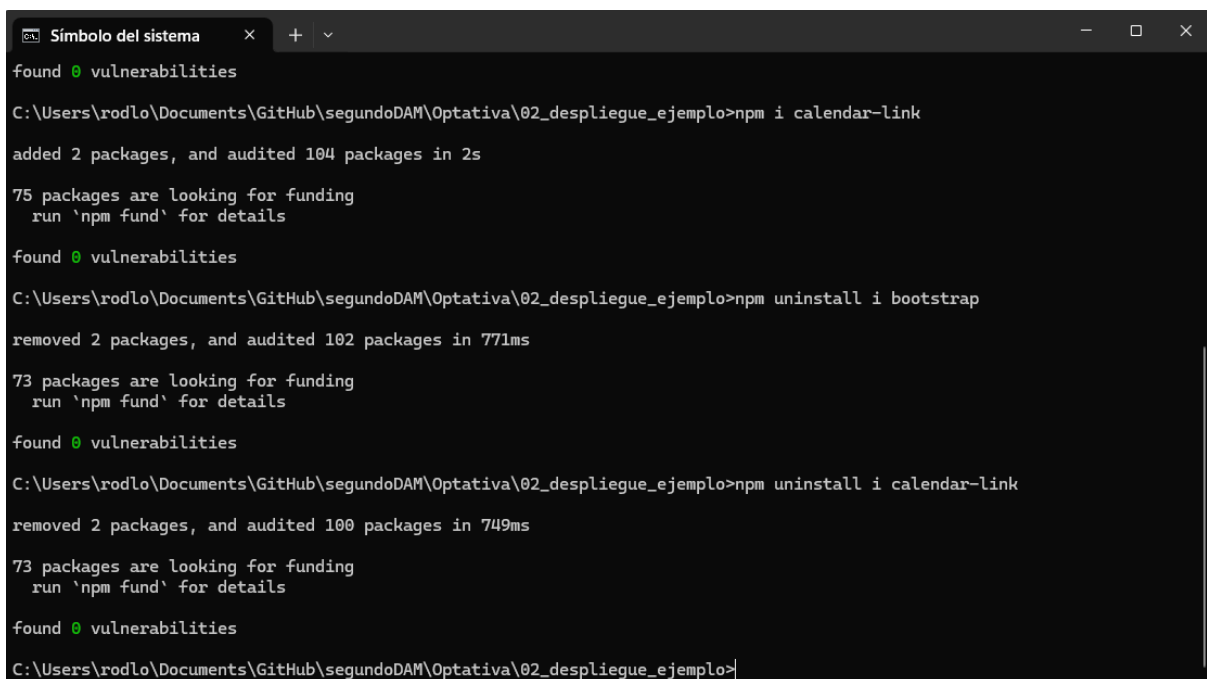 Símbolo del sistema
found 0 vulnerabilities
C:\Users\rodlo\Documents\GitHub\segundoDAM\Optativa\02_despliegue_ejemplo>npm i calendar-link
added 2 packages, and audited 104 packages in 2s
75 packages are looking for funding
  run `npm fund` for details
found 0 vulnerabilities
C:\Users\rodlo\Documents\GitHub\segundoDAM\Optativa\02_despliegue_ejemplo>npm uninstall i bootstrap
removed 2 packages, and audited 102 packages in 771ms
73 packages are looking for funding
  run `npm fund` for details
found 0 vulnerabilities
C:\Users\rodlo\Documents\GitHub\segundoDAM\Optativa\02_despliegue_ejemplo>npm uninstall i calendar-link
removed 2 packages, and audited 100 packages in 749ms
73 packages are looking for funding
  run `npm fund` for details
found 0 vulnerabilities
C:\Users\rodlo\Documents\GitHub\segundoDAM\Optativa\02_despliegue_ejemplo>